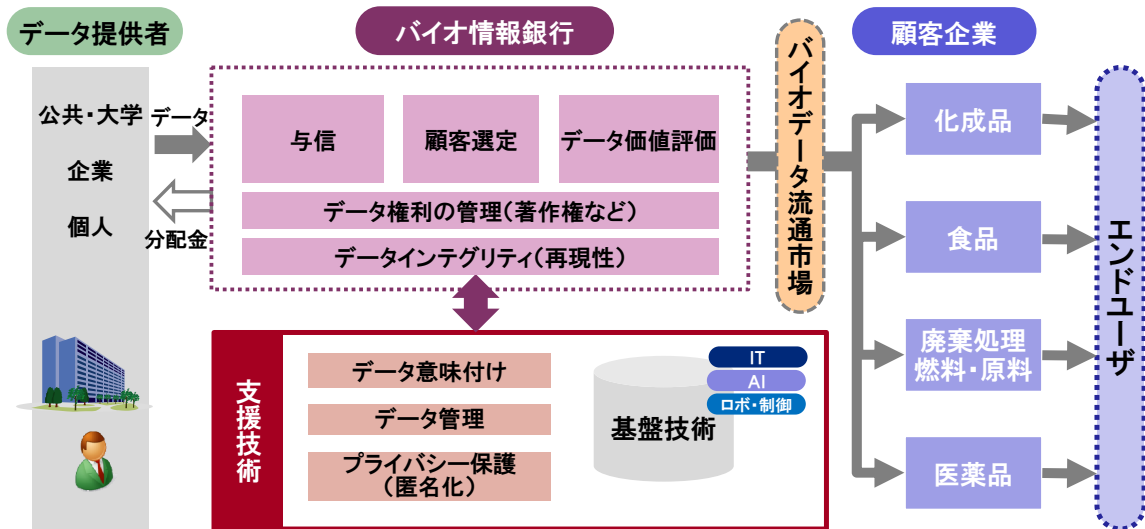 データ提供者
公共・大学
企業
個人
データ
分配金
バイオ情報銀行
与信
顧客選定
データ価値評価
データ権利の管理(著作権など)
データインテグリティ(再現性)
支援技術
データ意味付け
データ管理
プライバシー保護
(匿名化)
基盤技術
IT
AI
ロボ・制御
バイオデータ流通市場
顧客企業
化成品
食品
廃棄処理
燃料・原料
医薬品
エンドユーザ